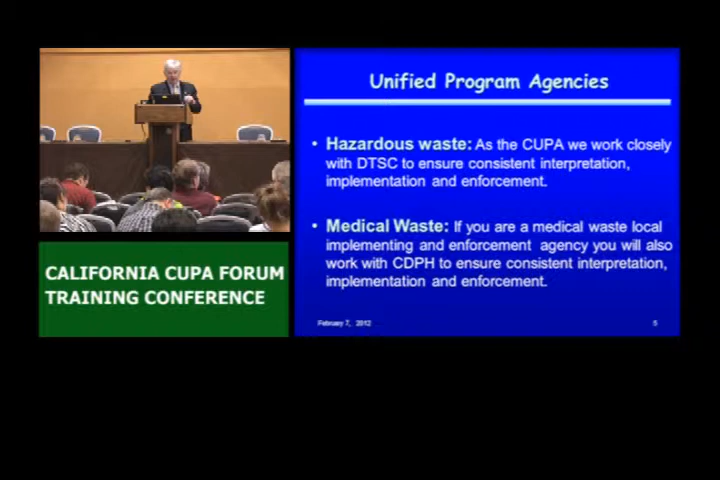 Unified Program Agencies
• Hazardous waste: As the CUPA we work closely
with DTSC to ensure consistent interpretation,
implementation and enforcement.
• Medical Waste: If you are a medical waste local
implementing and enforcement agency you will also
work with CDPH to ensure consistent interpretation,
implementation and enforcement.
February 7, 2012
5
CALIFORNIA CUPA FORUM
TRAINING CONFERENCE